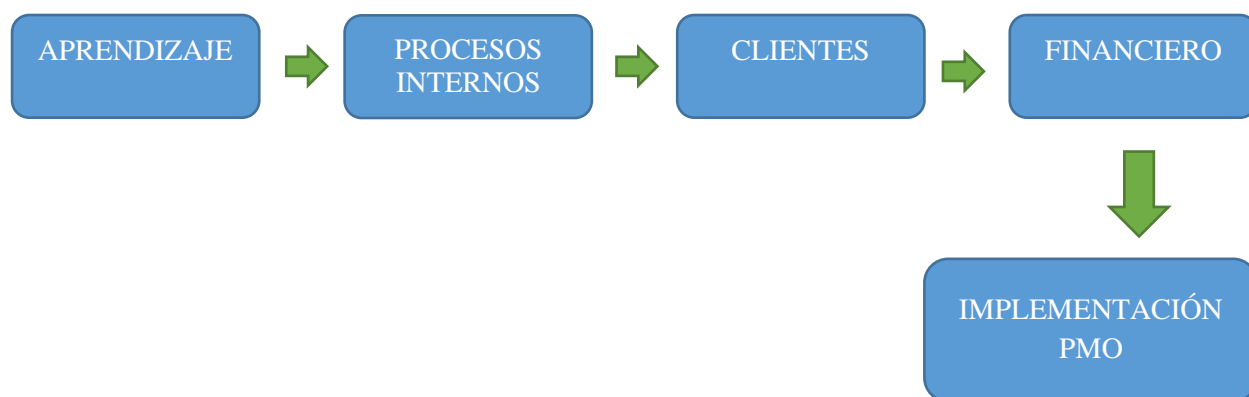 APRENDIZAJE
PROCESOS
INTERNOS
CLIENTES
FINANCIERO
IMPLEMENTACIÓN
PMO